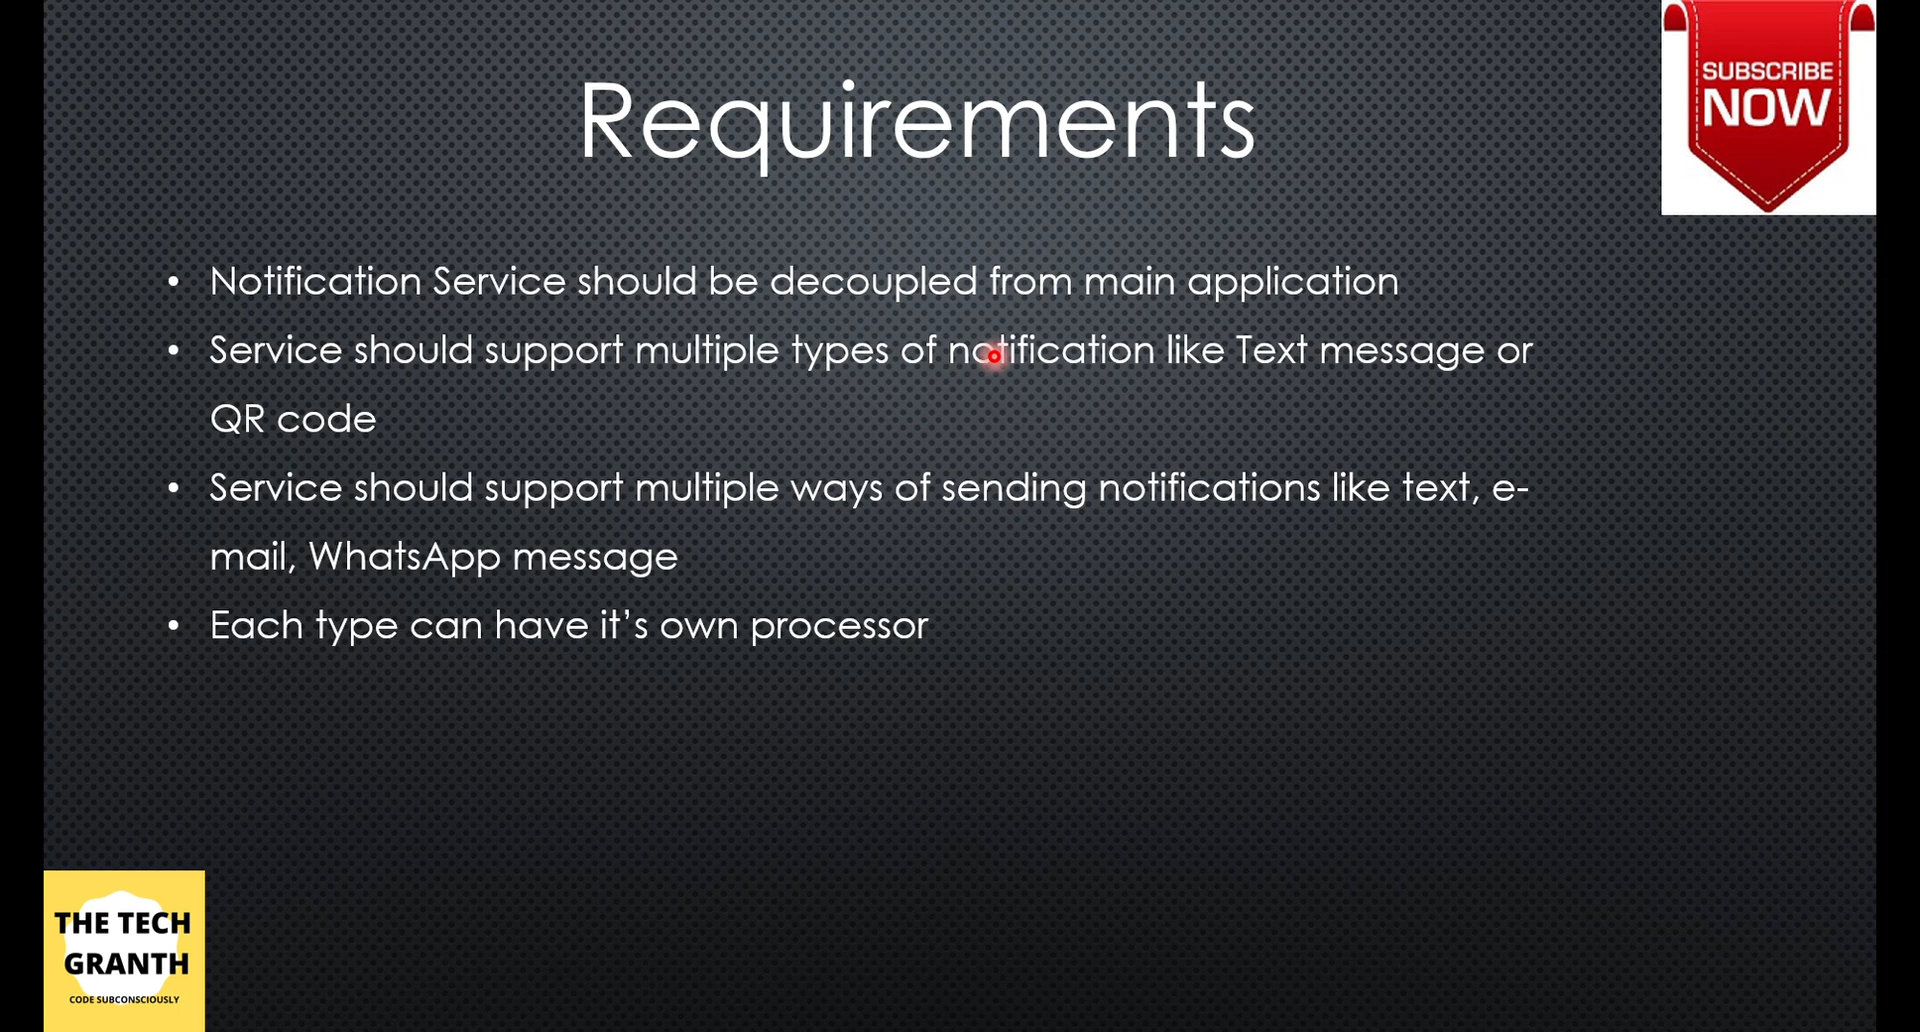 Requirements
SUBSCRIBE
NOW
• Notification Service should be decoupled from main application
• Service should support multiple types of notification like Text message or
QR code
• Service should support multiple ways of sending notifications like text, e-
mail, WhatsApp message
• Each type can have it’s own processor
THE TECH
GRANTH
CODE SUBCONSCIOUSLY